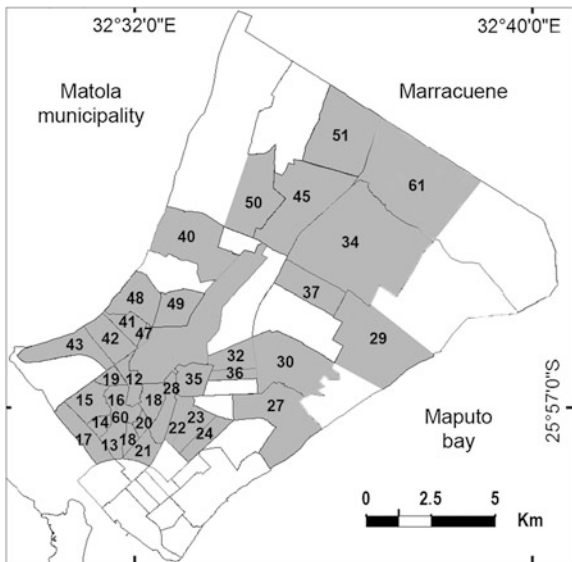 32°32'0"E 32°40'0"E
Matola
municipality
Marracuene
51
61
50 45
40
34
48 49
37
41
47
42
43
29
32
36
30
19 12
28 35
15 16 18
27
14 60 20
22 23
24
17 13 18
21
25°57'0"S
Maputo
bay
0 2.5 5
Km